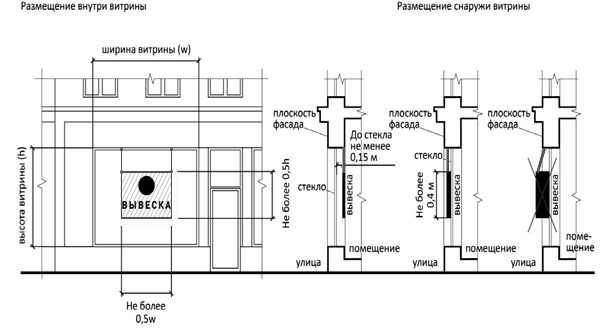 Размещение внутри витрины
Размещение снаружи витрины
ширина витрины (w)
высота витрины (h)
ВЫВЕСКА
Не более
0,5w
Не более 0,5h
плоскость
фасада
До стекла
не менее
0,15 м
стекло
вывеска
помещение
улица
плоскость
фасада
стекло
Не более
0,4 м
вывеска
помещение
улица
плоскость
фасада
вывеска
поме-
щение
улица